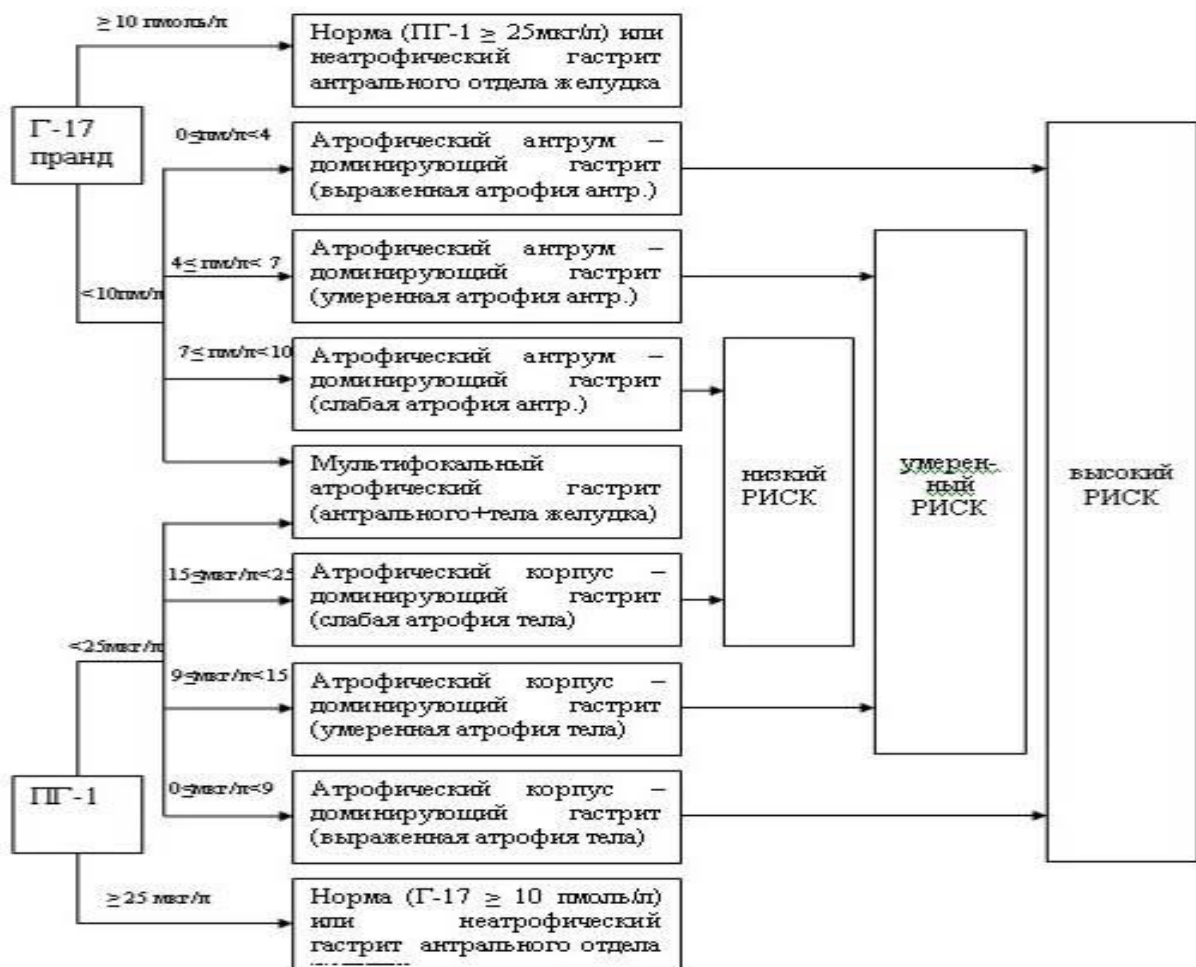 ≥ 10 пмоль/л
Норма (ПГ-1 ≥ 25мкг/л) или
неатрофический гастрит
антрального отдела желудка
Г-17
пранд
0≤пм/л<4
Атрофический антрум –
доминирующий гастрит
(выраженная атрофия антр.)
4≤ пм/л< 7
<10пм/л
Атрофический антрум –
доминирующий гастрит
(умеренная атрофия антр.)
7≤ пм/л<10
Атрофический антрум –
доминирующий гастрит
(слабая атрофия антр.)
Мультифокальный
атрофический гастрит
(антрального+тела желудка)
низкий
РИСК
умерен-
ный
РИСК
высокий
РИСК
15≤мкг/л<25
Атрофический корпус –
доминирующий гастрит
(слабая атрофия тела)
<25мкг/л
9≤мкг/л<15
Атрофический корпус –
доминирующий гастрит
(умеренная атрофия тела)
ПГ-1
0≤мкг/л<9
Атрофический корпус –
доминирующий гастрит
(выраженная атрофия тела)
≥ 25 мкг/л
Норма (Г-17 ≥ 10 пмоль/л)
или неатрофический
гастрит антрального отдела